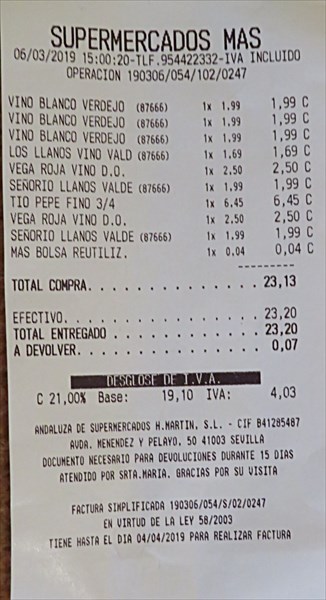 SUPERMERCADOS MAS
06/03/2019 15:00:20-TLF.954422332-IVA INCLUIDO
OPERACION 190306/054/102/0247
VINO BLANCO VERDEJO (87666) 1x 1.99 1,99 C
VINO BLANCO VERDEJO (87666) 1x 1.99 1,99 C
VINO BLANCO VERDEJO (87666) 1x 1.99 1,99 C
LOS LLANOS VINO VALD (87666) 1x 1.69 1,69 C
VEGA ROJA VINO D.O. 1x 2.50 2,50 C
SEÑORIO LLANOS VALDE (87666) 1x 1.99 1,99 C
TIO PEPE FINO 3/4 1x 6.45 6,45 C
VEGA ROJA VINO D.O. 1x 2.50 2,50 C
SEÑORIO LLANOS VALDE (87666) 1x 1.99 1,99 C
MAS BOLSA REUTILIZ. 1x 0.04 0,04 C
---------
TOTAL COMPRA. . . . . . . . . . . . . . . 23,13
EFECTIVO. . . . . . . . . . . . . . . . . 23,20
TOTAL ENTREGADO . . . . . . . . . . . . . 23,20
A DEVOLVER. . . . . . . . . . . . . . . . 0,07
DESGLOSE DE I.V.A.
C 21,00% Base: 19,10 IVA: 4,03
ANDALUZA DE SUPERMERCADOS H.MARTIN, S.L. - CIF B41285487
AVDA. MENENDEZ Y PELAYO, 50 41003 SEVILLA
DOCUMENTO NECESARIO PARA DEVOLUCIONES DURANTE 15 DIAS
ATENDIDO POR SRTA.MARIA. GRACIAS POR SU VISITA
FACTURA SIMPLIFICADA 190306/054/S/02/0247
EN VIRTUD DE LA LEY 58/2003
TIENE HASTA EL DIA 04/04/2019 PARA REALIZAR FACTURA